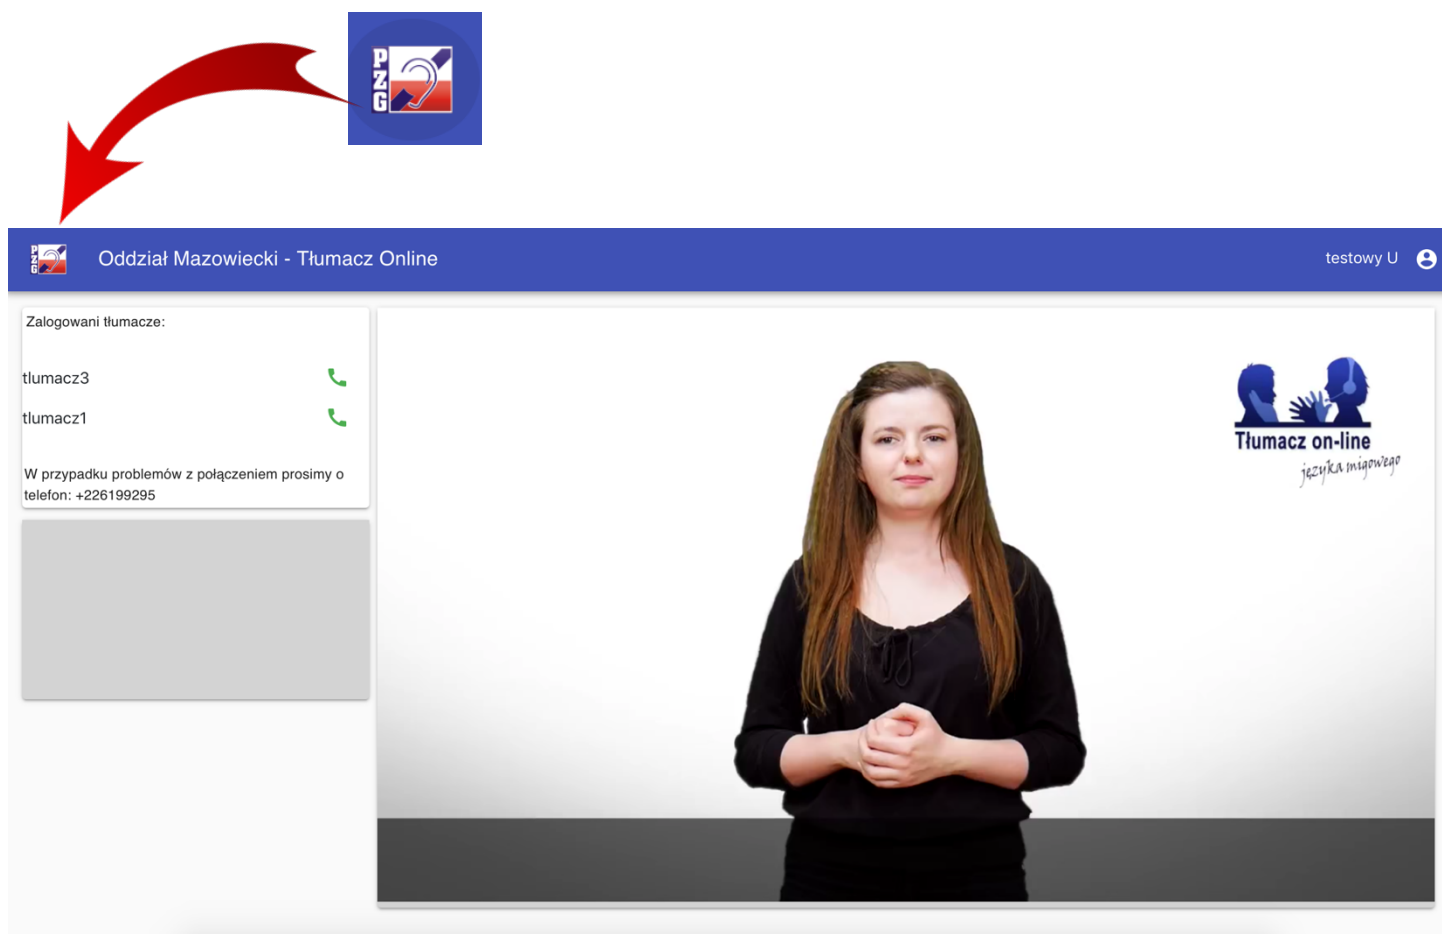 PZG
PZG
Oddział Mazowiecki - Tłumacz Online
testowy U
Zalogowani tłumacze:
tlumacz3
tlumacz1
W przypadku problemów z połączeniem prosimy o
telefon: +226199295
Tłumacz on-line
języka migowego